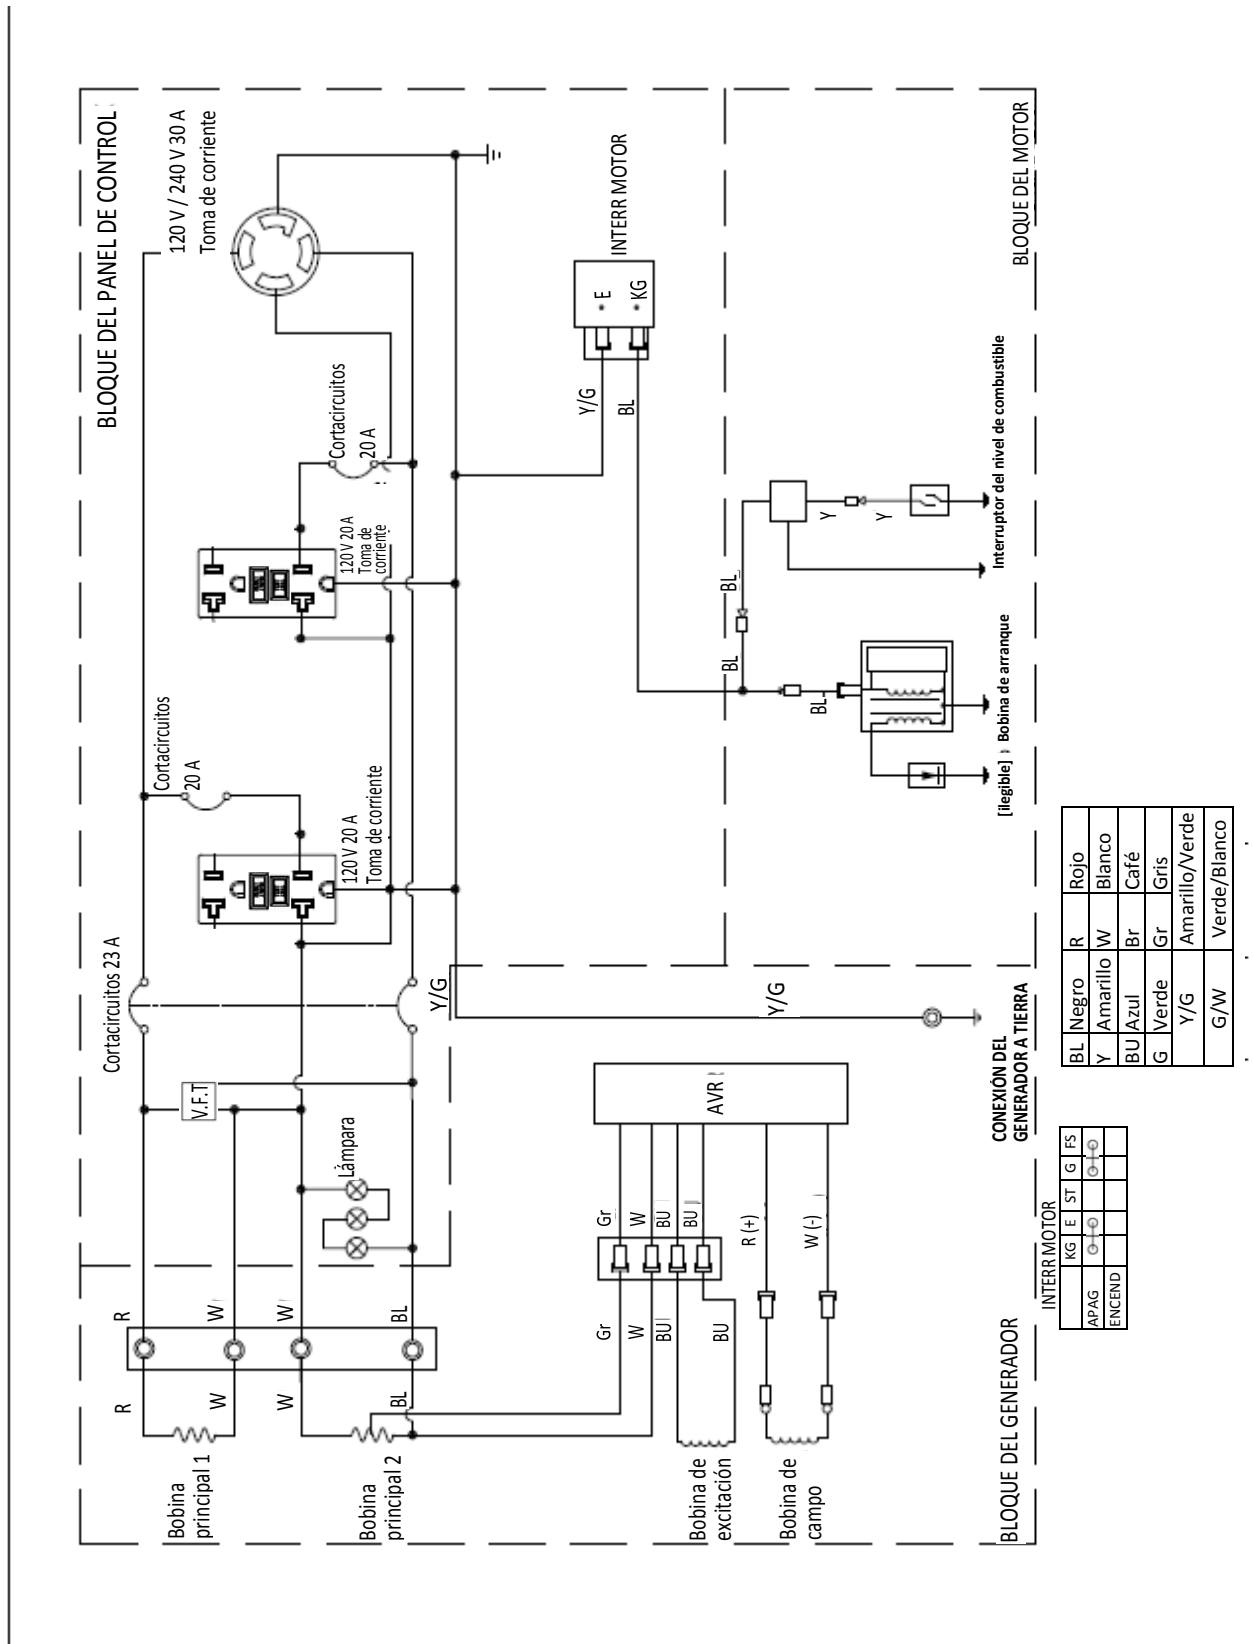 BLOQUE DEL PANEL DE CONTROL
120 V / 240 V 30 A
Toma de corriente
Cortacircuitos
20 A
120 V 20 A
Toma de
corriente
Cortacircuitos
20 A
120 V 20 A
Toma de corriente
Cortacircuitos 23 A
V.F.T
Lámpara
R
W
W
BL
R
W
W
BL
Bobina
principal 1
Bobina
principal 2
INTERR MOTOR
E
KG
Y/G
BL
Y/G
Y/G
BLOQUE DEL MOTOR
BL
BL
BL
Y
Y
Interruptor del nivel de combustible
Bobina de arranque
[ilegible]
CONEXIÓN DEL
GENERADOR A TIERRA
AVR
Gr
W
BU
BU
R (+)
W (-)
Gr
W
BU
BU
Bobina de
excitación
Bobina de
campo
BLOQUE DEL GENERADOR
INTERR MOTOR
KG E ST G FS
APAG
ENCEND
BL Negro R Rojo
Y Amarillo W Blanco
BU Azul Br Café
G Verde Gr Gris
Y/G Amarillo/Verde
G/W Verde/Blanco